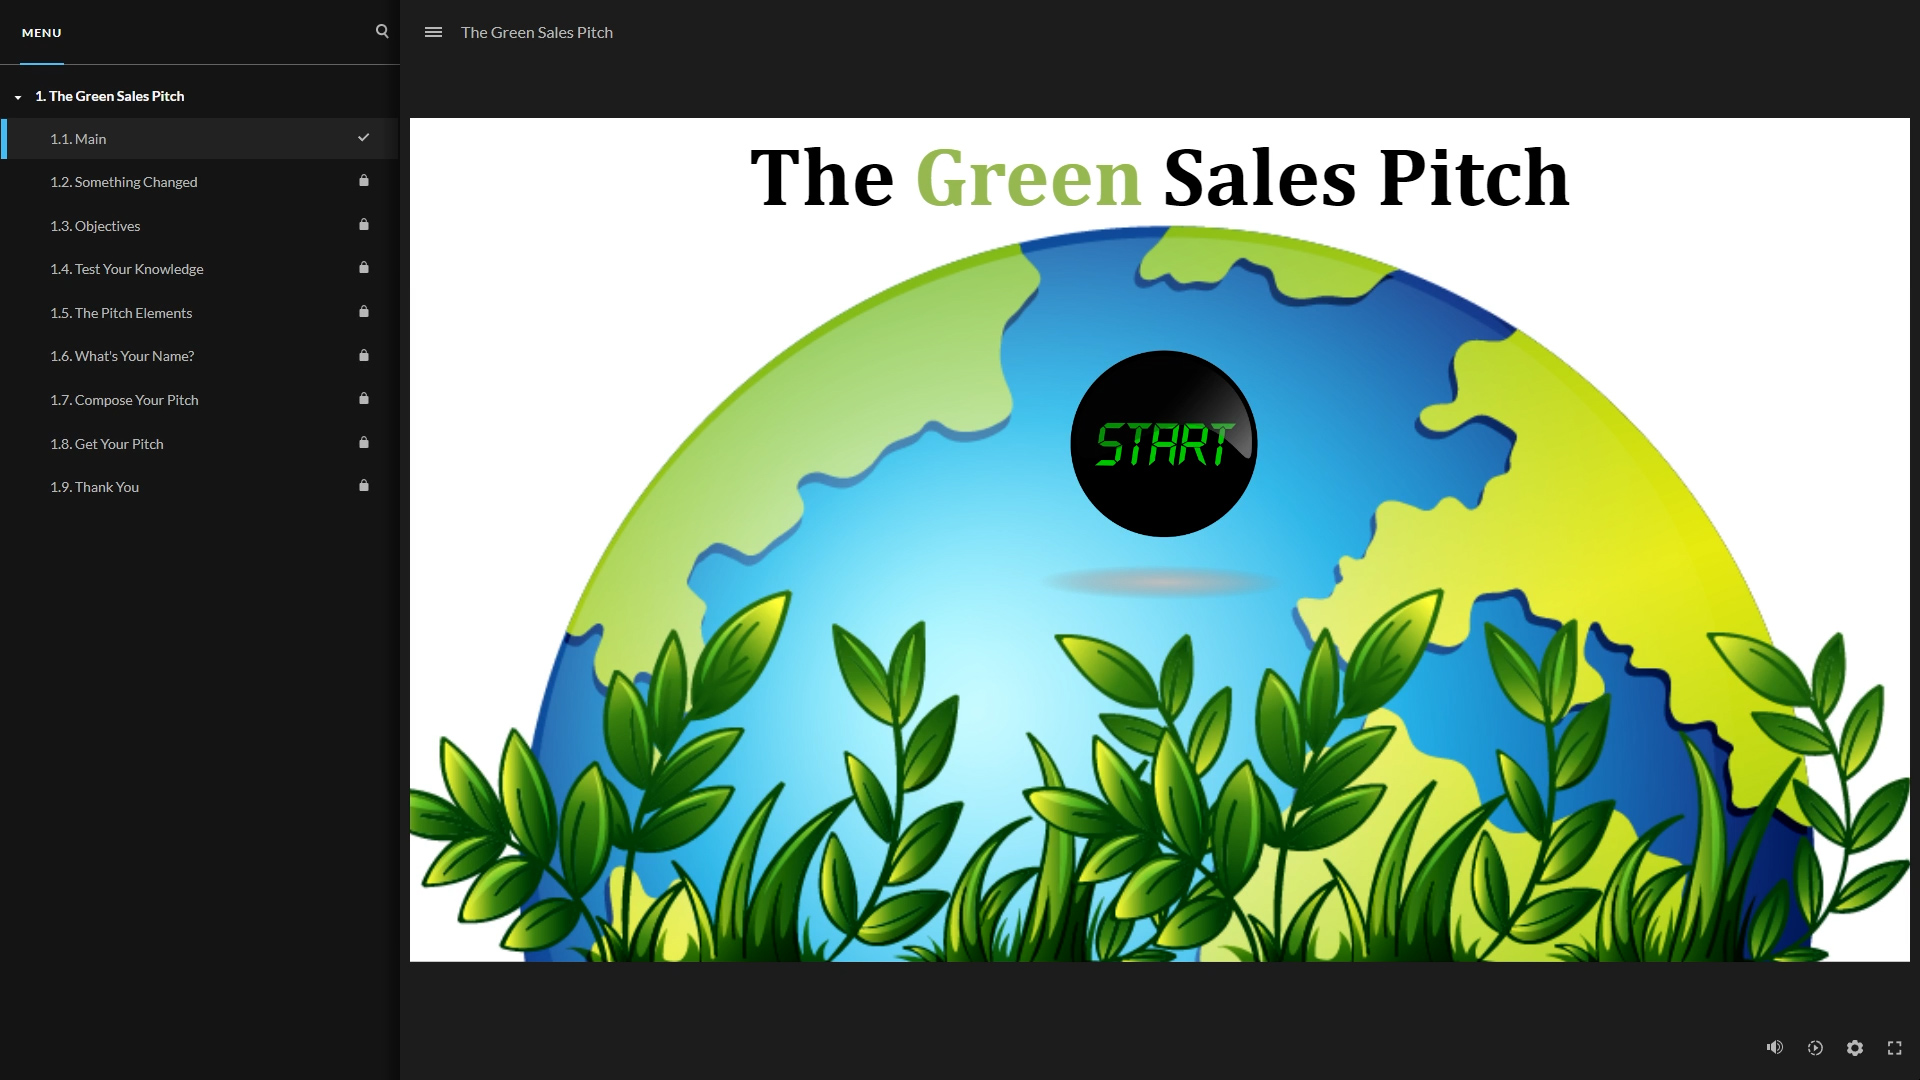 MENU
The Green Sales Pitch
1. The Green Sales Pitch
1.1. Main
1.2. Something Changed
1.3. Objectives
1.4. Test Your Knowledge
1.5. The Pitch Elements
1.6. What's Your Name?
1.7. Compose Your Pitch
1.8. Get Your Pitch
1.9. Thank You
The Green Sales Pitch
START